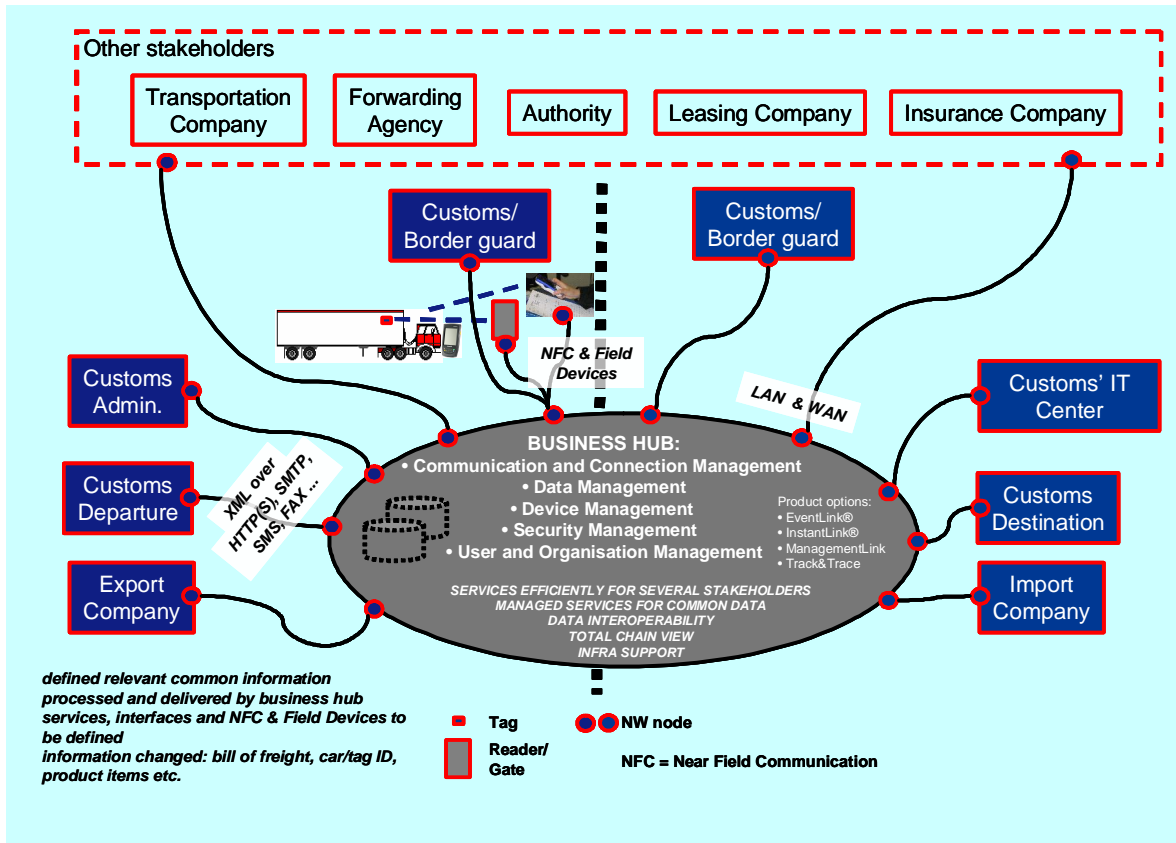 Other stakeholders
Transportation
Company
Forwarding
Agency
Authority
Leasing Company
Insurance Company
Customs/
Border guard
Customs/
Border guard
NFC & Field
Devices
LAN & WAN
Customs
Admin.
Customs
Departure
Export
Company
XML over
HTTP(S), SMTP,
SMS, FAX ...
Customs' IT
Center
Customs
Destination
Import
Company
BUSINESS HUB:
• Communication and Connection Management
• Data Management
• Device Management
• Security Management
• User and Organisation Management
Product options:
• EventLink®
• InstantLink®
• ManagementLink
• Track&Trace
SERVICES EFFICIENTLY FOR SEVERAL STAKEHOLDERS
MANAGED SERVICES FOR COMMON DATA
DATA INTEROPERABILITY
TOTAL CHAIN VIEW
INFRA SUPPORT
defined relevant common information
processed and delivered by business hub
services, interfaces and NFC & Field Devices to
be defined
information changed: bill of freight, car/tag ID,
product items etc.
Tag
Reader/
Gate
NW node
NFC = Near Field Communication